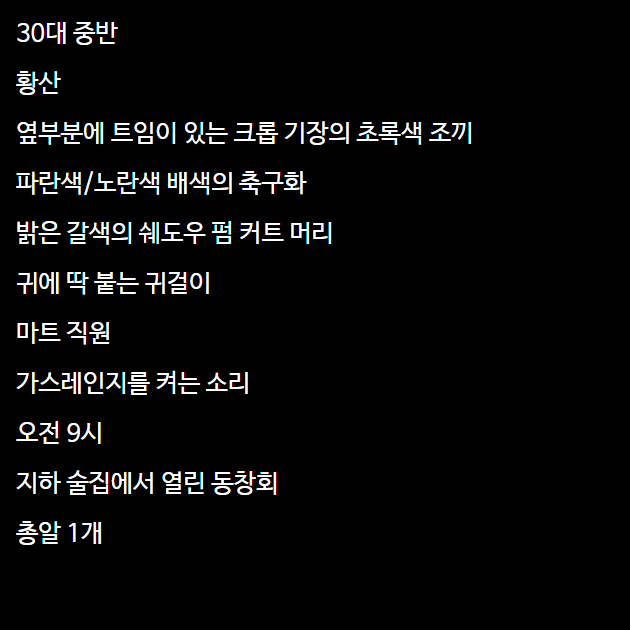 30대 중반
황산
옆부분에 트임이 있는 크롭 기장의 초록색 조끼
파란색/노란색 배색의 축구화
밝은 갈색의 쉐도우 펌 커트 머리
귀에 딱 붙는 귀걸이
마트 직원
가스레인지를 켜는 소리
오전 9시
지하 술집에서 열린 동창회
총알 1개